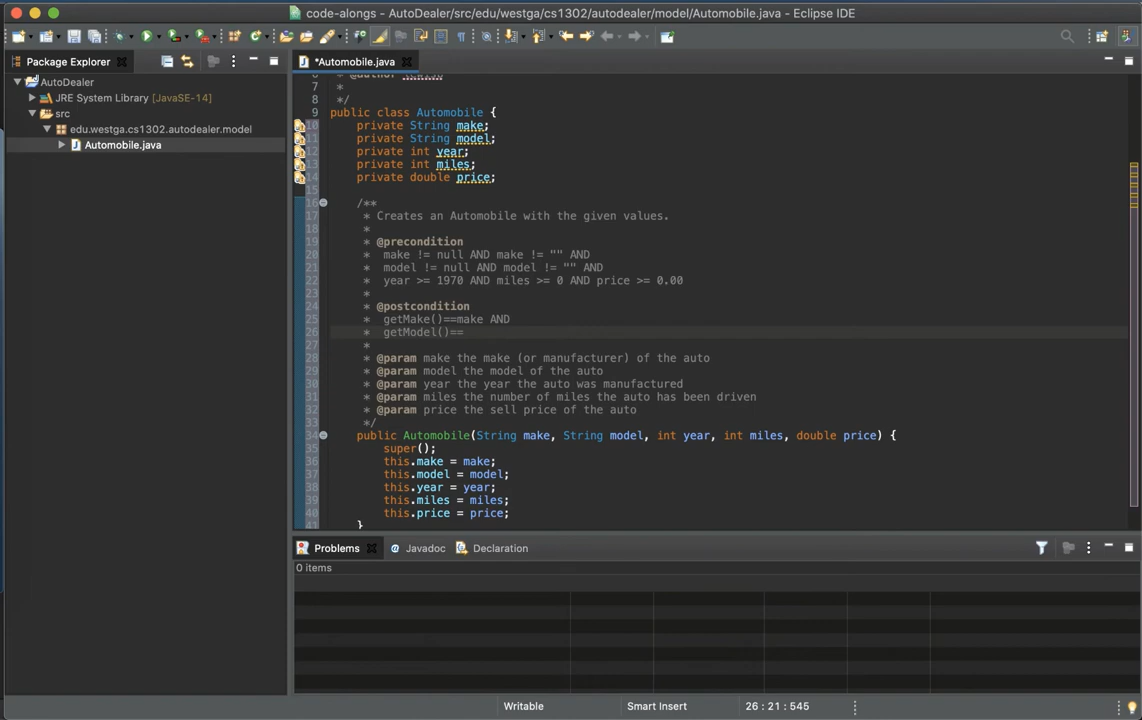 code-alongs - AutoDealer/src/edu/westga/cs1302/autodealer/model/Automobile.java - Eclipse IDE
Package Explorer
*Automobile.java
AutoDealer
JRE System Library [JavaSE-14]
src
edu.westga.cs1302.autodealer.model
Automobile.java
* @author
7 *
8 */
9 public class Automobile {
10 private String make;
11 private String model;
12 private int year;
13 private int miles;
14 private double price;
15
16 /**
17 * Creates an Automobile with the given values.
18 *
19 * @precondition
20 * make != null AND make != "" AND
21 * model != null AND model != "" AND
22 * year >= 1970 AND miles >= 0 AND price >= 0.00
23 *
24 * @postcondition
25 * getMake()==make AND
26 * getModel()==
27 *
28 * @param make the make (or manufacturer) of the auto
29 * @param model the model of the auto
30 * @param year the year the auto was manufactured
31 * @param miles the number of miles the auto has been driven
32 * @param price the sell price of the auto
33 */
34 public Automobile(String make, String model, int year, int miles, double price) {
35 super();
36 this.make = make;
37 this.model = model;
38 this.year = year;
39 this.miles = miles;
40 this.price = price;
41 }
Problems
Javadoc
Declaration
0 items
Writable
Smart Insert
26 : 21 : 545